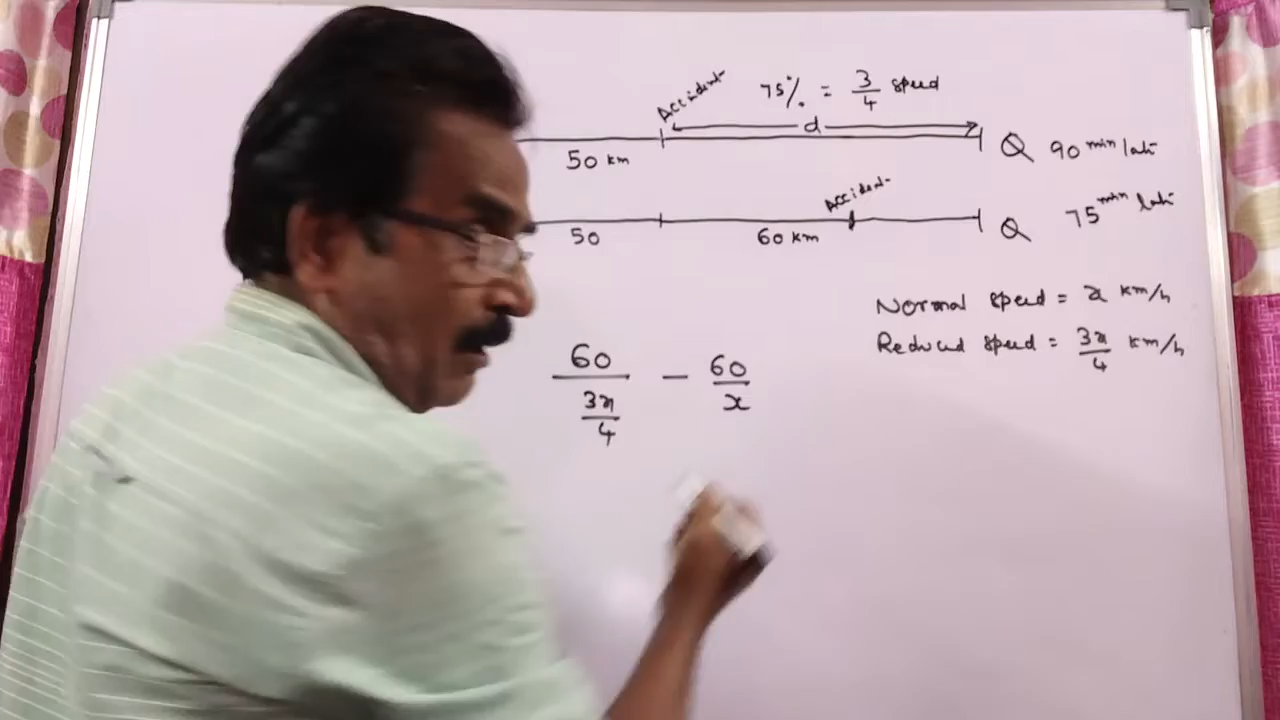 Accident 75% = 3/4 speed
d
50 km Q 90 min late
Accident
50 60 km Q 75 min late
Normal speed = x km/h
Reduced speed = 3x/4 km/h
60/(3x/4) - 60/x